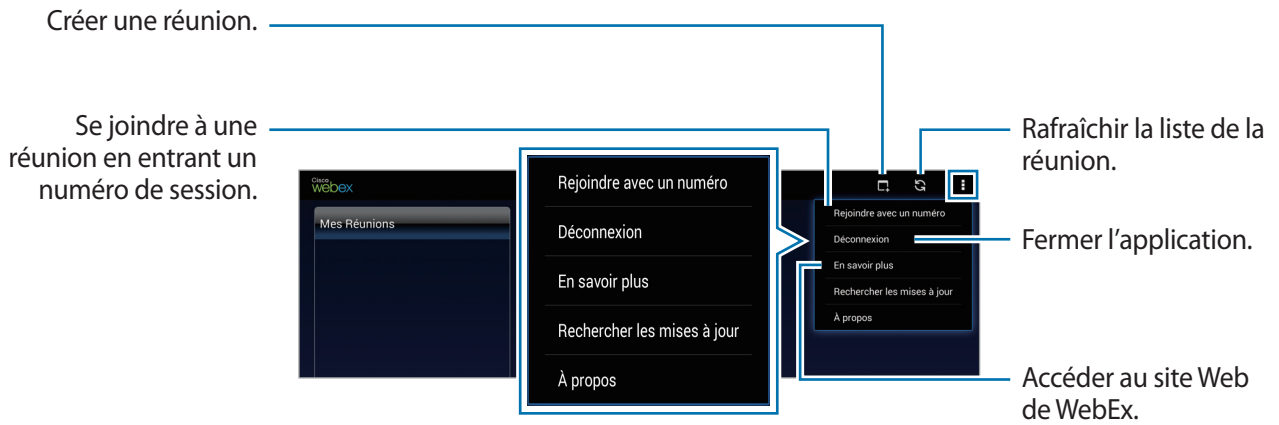 Créer une réunion.
Se joindre à une
réunion en entrant un
numéro de session.
Cisco
webex
Mes Réunions
Rejoindre avec un numéro
Déconnexion
En savoir plus
Rechercher les mises à jour
À propos
Rejoindre avec un numéro
Déconnexion
En savoir plus
Rechercher les mises à jour
À propos
Rafraîchir la liste de la
réunion.
Fermer l’application.
Accéder au site Web
de WebEx.